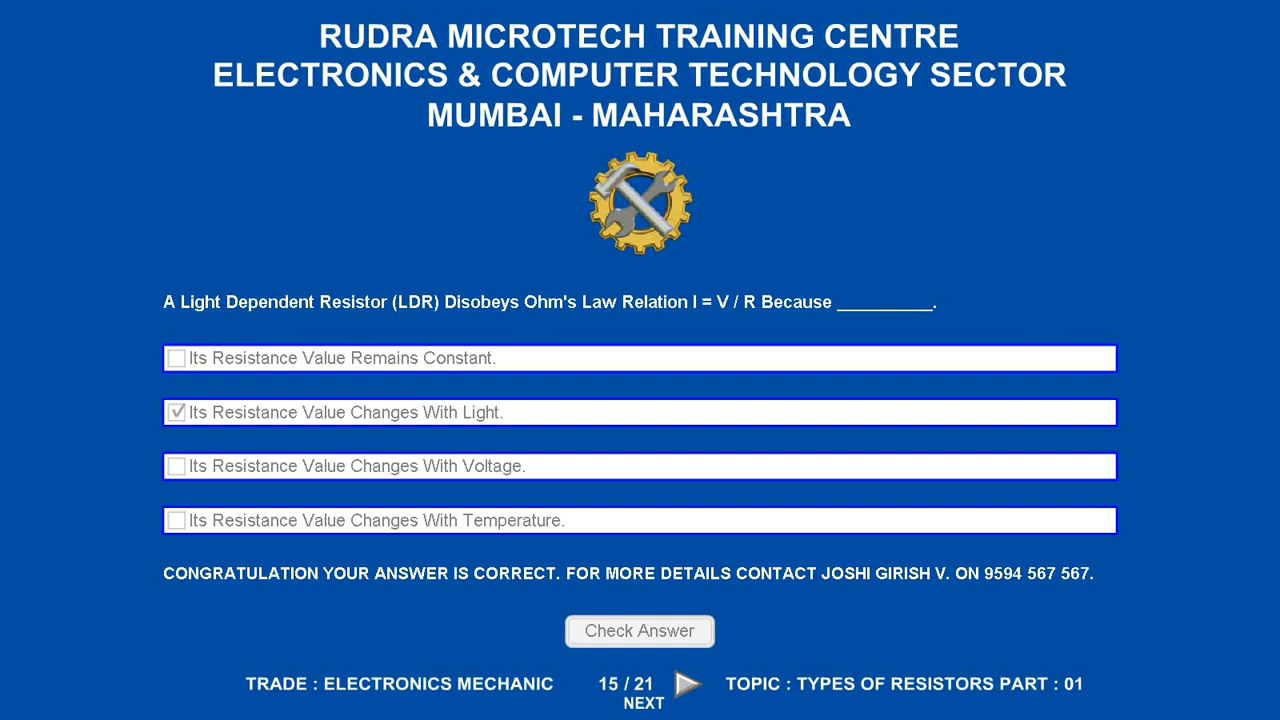 RUDRA MICROTECH TRAINING CENTRE
ELECTRONICS & COMPUTER TECHNOLOGY SECTOR
MUMBAI - MAHARASHTRA
A Light Dependent Resistor (LDR) Disobeys Ohm's Law Relation I = V / R Because __________.
Its Resistance Value Remains Constant.
Its Resistance Value Changes With Light.
Its Resistance Value Changes With Voltage.
Its Resistance Value Changes With Temperature.
CONGRATULATION YOUR ANSWER IS CORRECT. FOR MORE DETAILS CONTACT JOSHI GIRISH V. ON 9594 567 567.
Check Answer
TRADE : ELECTRONICS MECHANIC 15 / 21 TOPIC : TYPES OF RESISTORS PART : 01
NEXT